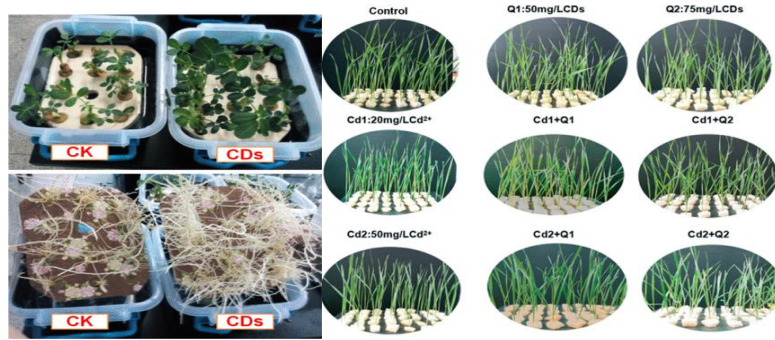 CK
CDs
CK
CDs
Control
Q1:50mg/LCDs
Q2:75mg/LCDs
Cd1:20mg/LCd²⁺
Cd1+Q1
Cd1+Q2
Cd2:50mg/LCd²⁺
Cd2+Q1
Cd2+Q2